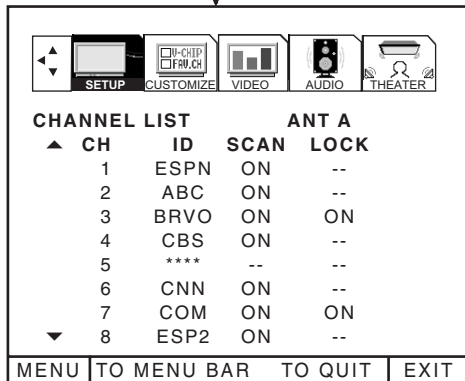 V-CHIP
FAV.CH
SETUP CUSTOMIZE VIDEO AUDIO THEATER
CHANNEL LIST ANT A
CH ID SCAN LOCK
1 ESPN ON --
2 ABC ON --
3 BRVO ON ON
4 CBS ON --
5 **** -- --
6 CNN ON --
7 COM ON ON
8 ESP2 ON --
MENU TO MENU BAR TO QUIT EXIT